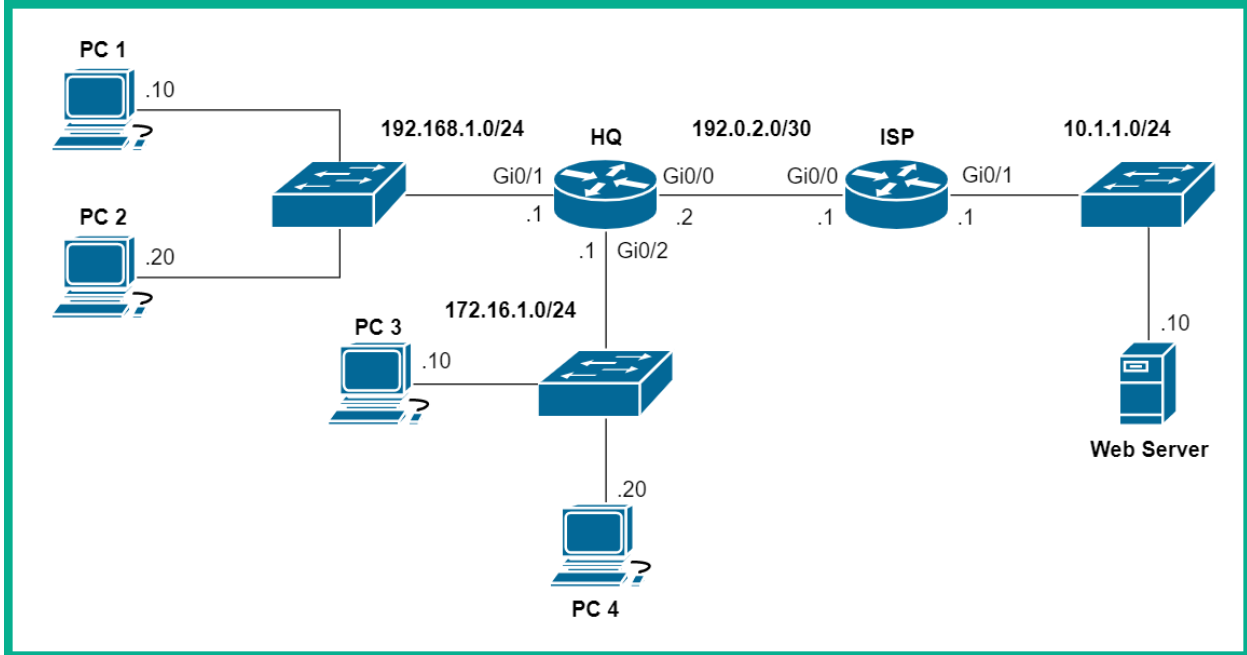 PC 1
.10
192.168.1.0/24
HQ
192.0.2.0/30
ISP
10.1.1.0/24
Gi0/1
Gi0/0
Gi0/0
Gi0/1
.1
.2
.1
.1
PC 2
.20
.1
Gi0/2
172.16.1.0/24
PC 3
.10
.10
Web Server
.20
PC 4